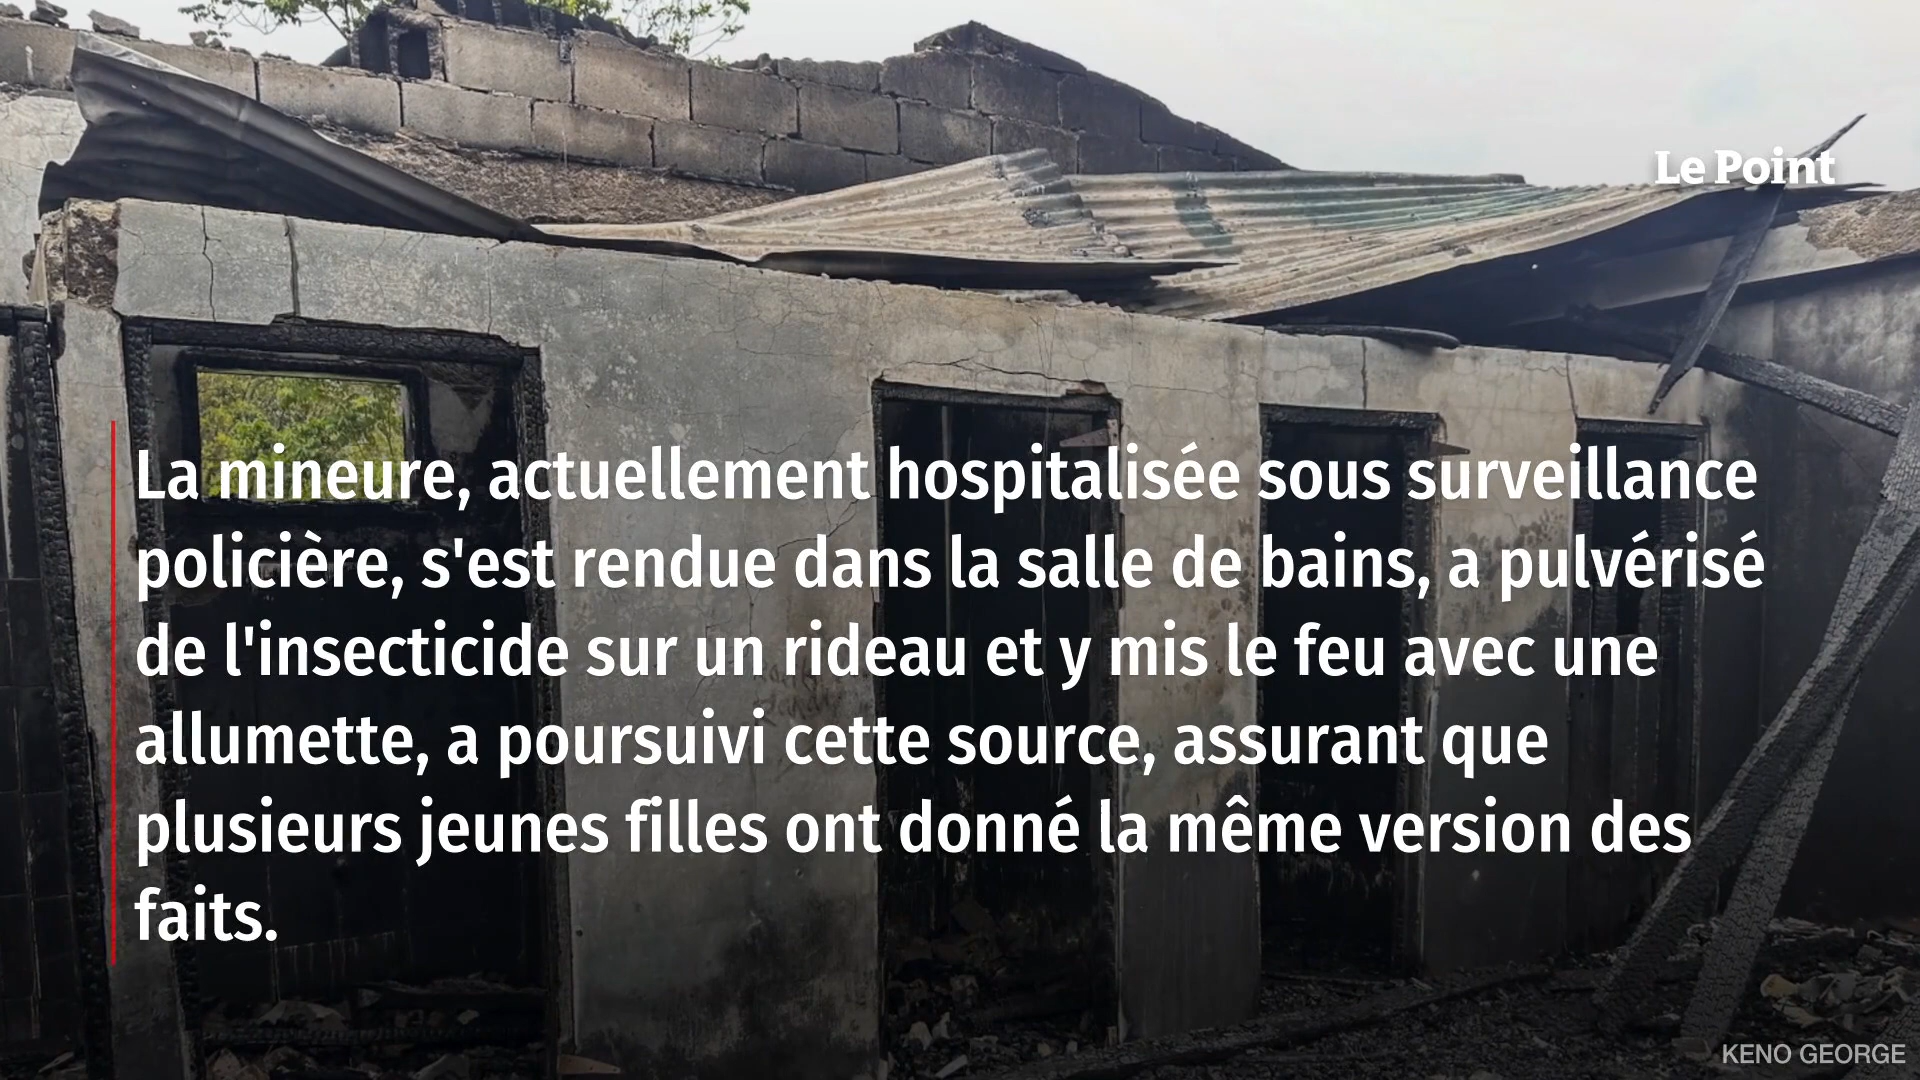 Le Point
La mineure, actuellement hospitalisée sous surveillance
policière, s'est rendue dans la salle de bains, a pulvérisé
de l'insecticide sur un rideau et y mis le feu avec une
allumette, a poursuivi cette source, assurant que
plusieurs jeunes filles ont donné la même version des
faits.
KENO GEORGE